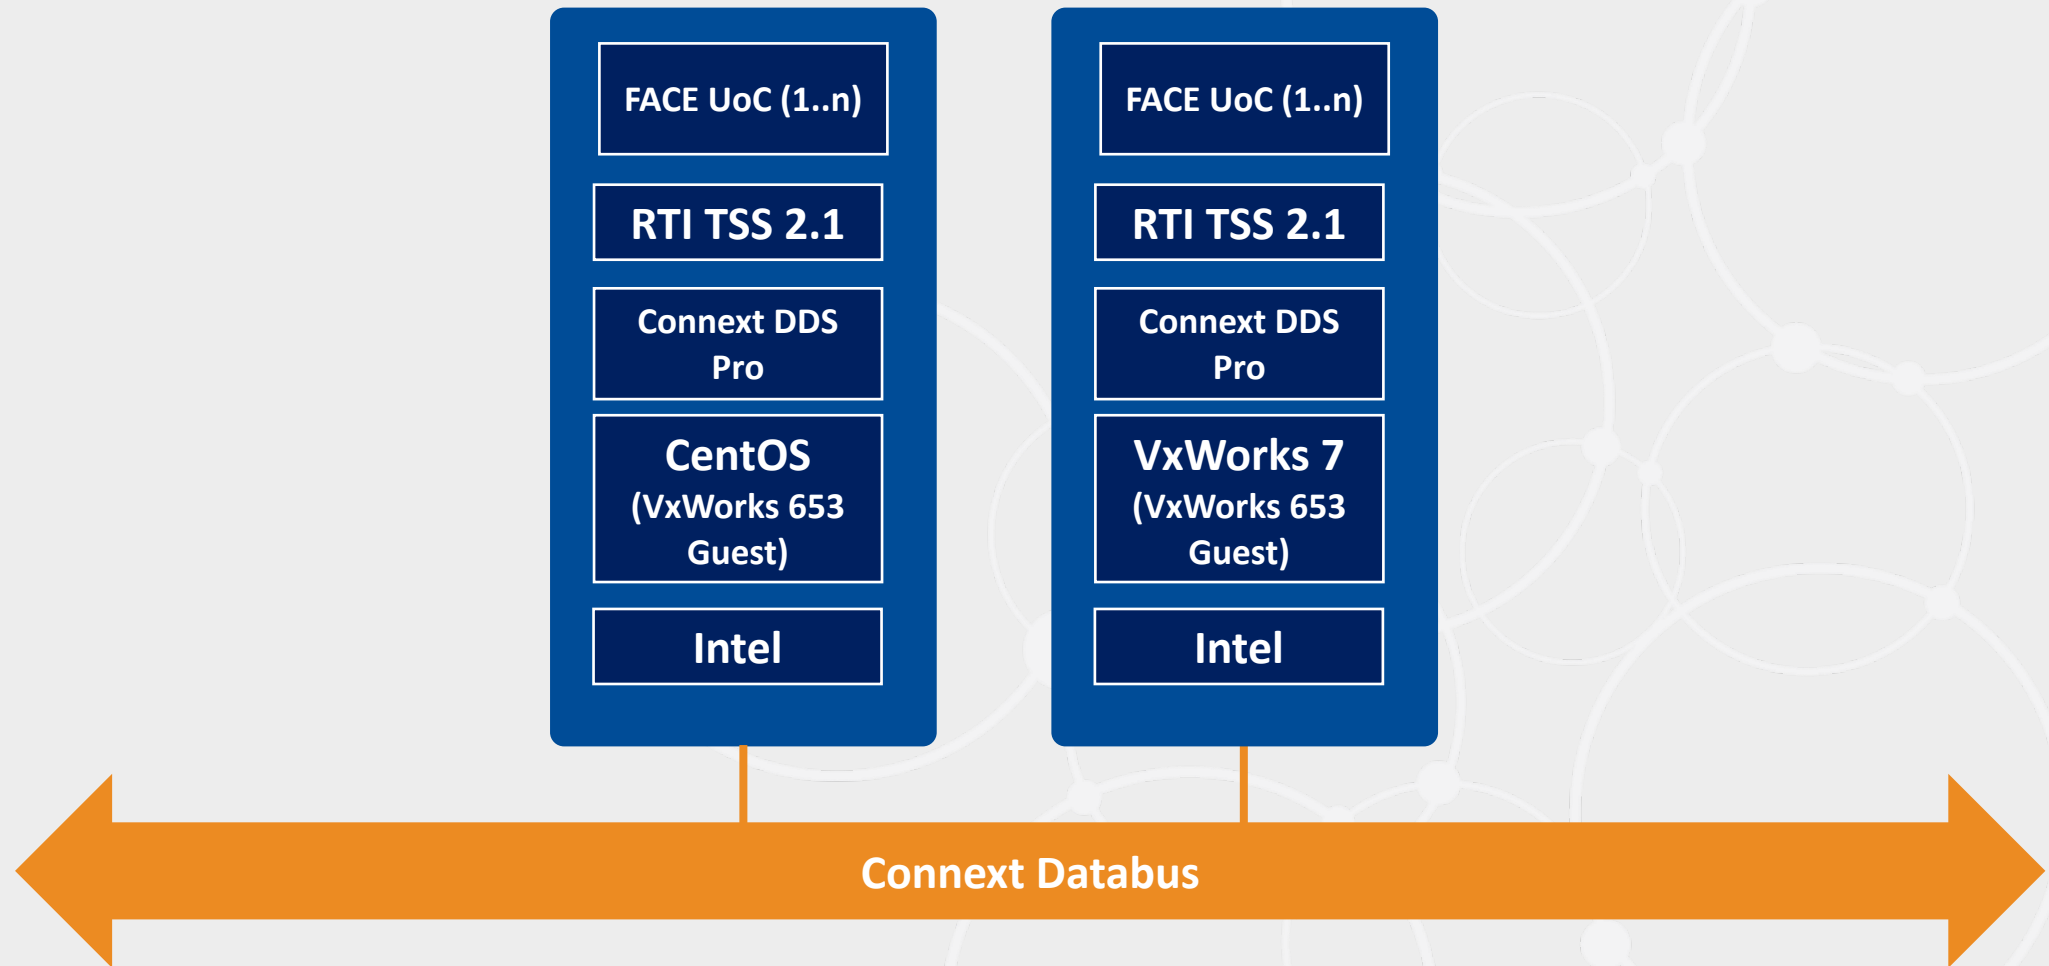 FACE UoC (1..n)
RTI TSS 2.1
Connext DDS
Pro
CentOS
(VxWorks 653
Guest)
Intel
FACE UoC (1..n)
RTI TSS 2.1
Connext DDS
Pro
VxWorks 7
(VxWorks 653
Guest)
Intel
Connext Databus